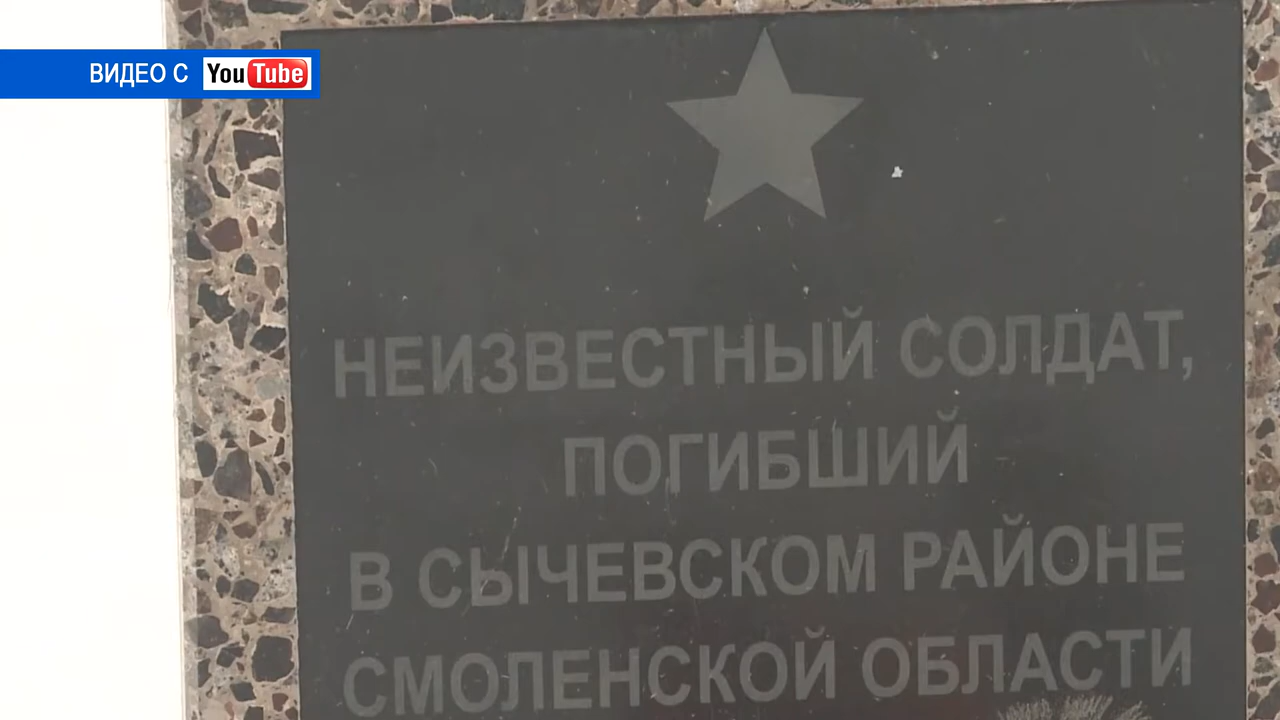 ВИДЕО С YouTube
НЕИЗВЕСТНЫЙ СОЛДАТ,
ПОГИБШИЙ
В СЫЧЕВСКОМ РАЙОНЕ
СМОЛЕНСКОЙ ОБЛАСТИ